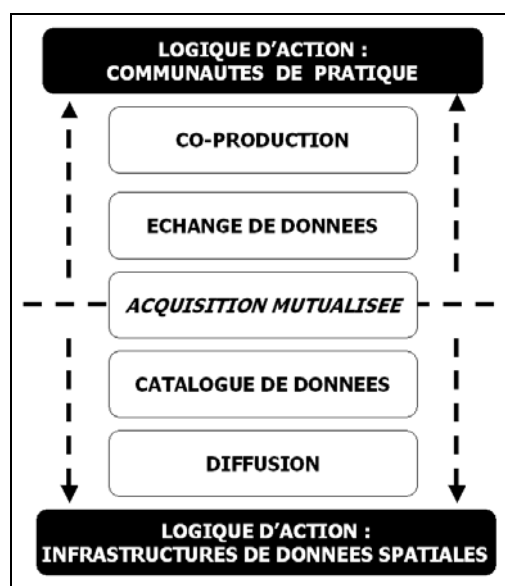 LOGIQUE D'ACTION :
COMMUNAUTES DE PRATIQUE
CO-PRODUCTION
ECHANGE DE DONNEES
ACQUISITION MUTUALISEE
CATALOGUE DE DONNEES
DIFFUSION
LOGIQUE D'ACTION :
INFRASTRUCTURES DE DONNEES SPATIALES